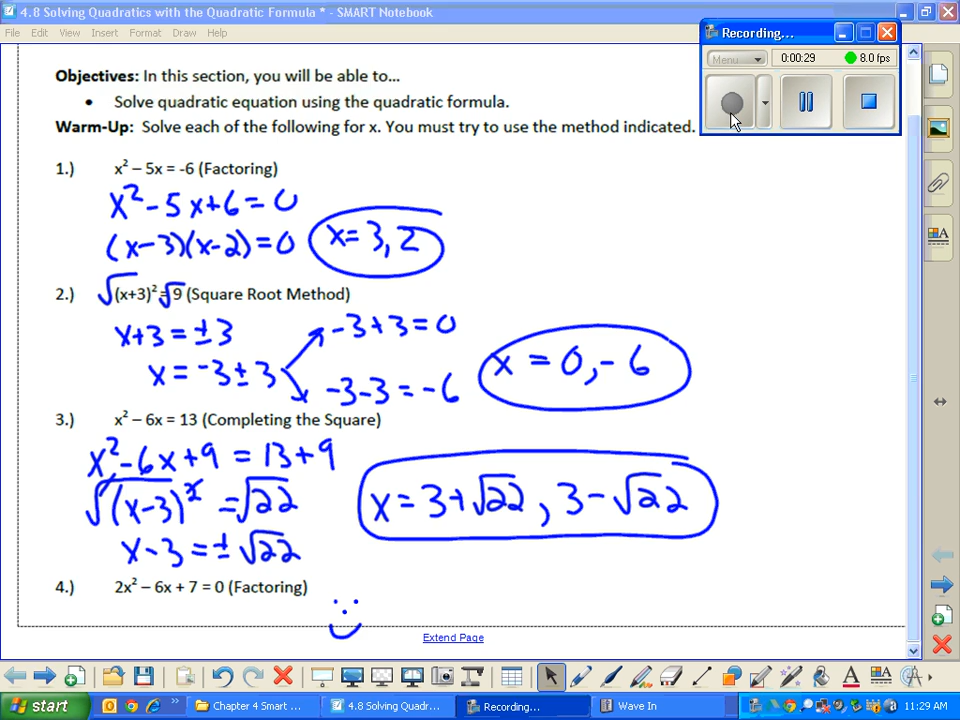 4.8 Solving Quadratics with the Quadratic Formula * - SMART Notebook
File Edit View Insert Format Draw Help
Recording...
Menu 0:00:29 8.0 fps
Objectives: In this section, you will be able to...
• Solve quadratic equation using the quadratic formula.
Warm-Up: Solve each of the following for x. You must try to use the method indicated.
1.) x² – 5x = -6 (Factoring)
x² - 5x + 6 = 0
(x-3)(x-2) = 0 x = 3, 2
2.) √(x+3)² = √9 (Square Root Method)
x+3 = ±3 -3+3 = 0
x = -3 ± 3 x = 0, -6
-3-3 = -6
3.) x² – 6x = 13 (Completing the Square)
x² - 6x + 9 = 13 + 9
√(x-3)² = √22 x = 3+√22, 3-√22
x-3 = ± √22
4.) 2x² – 6x + 7 = 0 (Factoring)
Extend Page
start Chapter 4 Smart ... 4.8 Solving Quadr... Recording... Wave In 11:29 AM